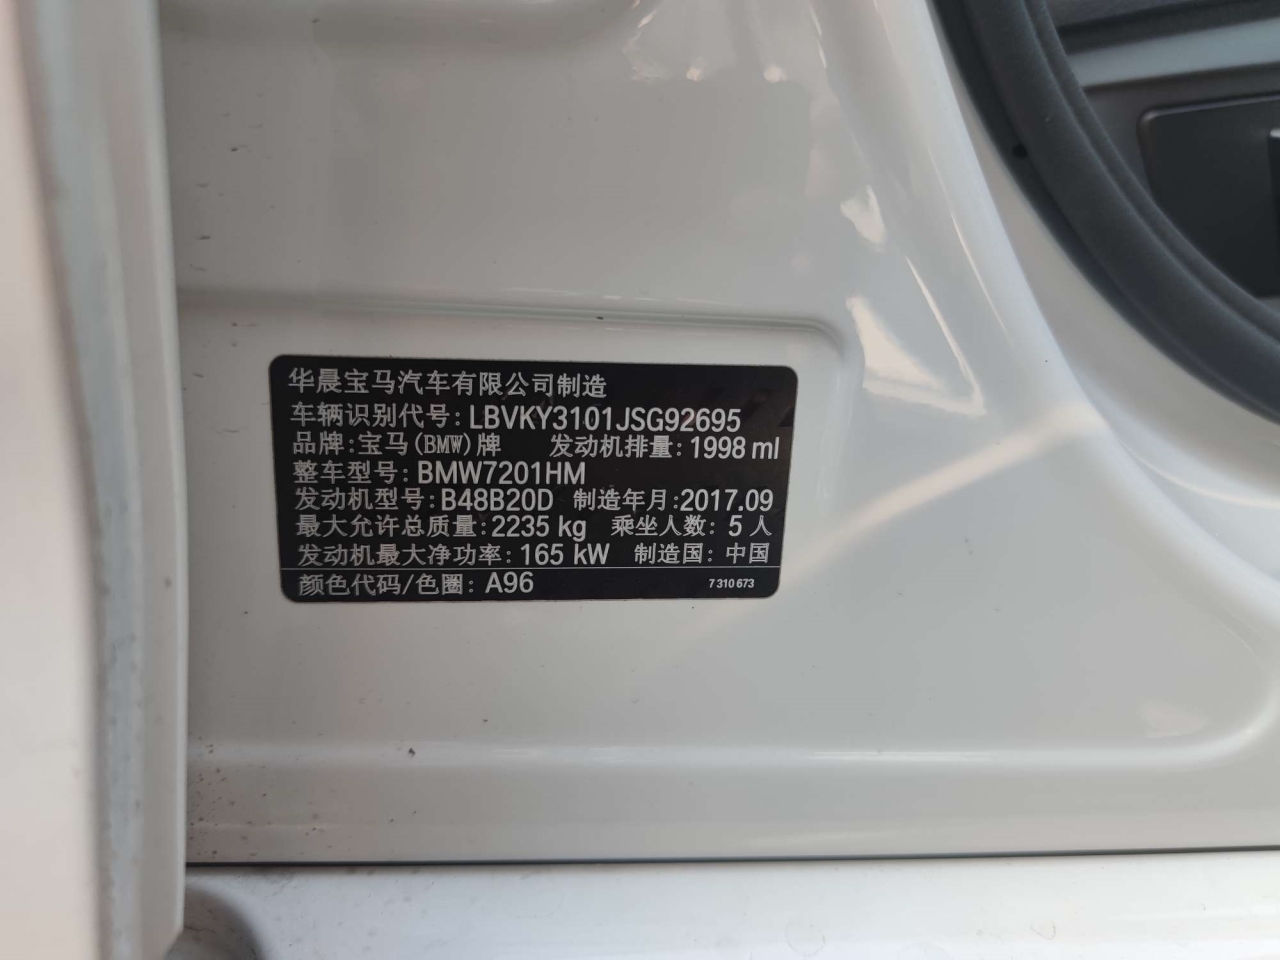 华晨宝马汽车有限公司制造
车辆识别代号: LBVKY3101JSG92695
品牌:宝马(BMW)牌 发动机排量: 1998 ml
整车型号: BMW7201HM
发动机型号: B48B20D 制造年月:2017.09
最大允许总质量: 2235 kg 乘坐人数: 5 人
发动机最大净功率: 165 kW 制造国: 中国
颜色代码/色圈: A96 7 310 673